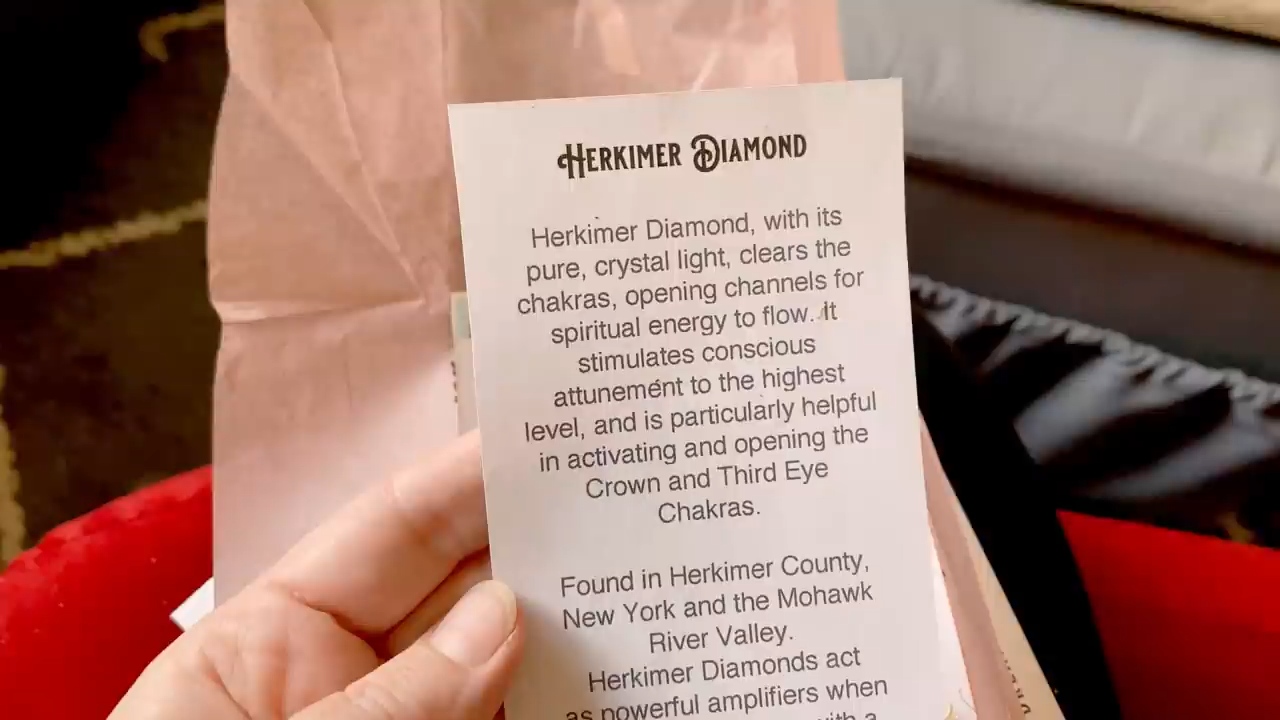 HERKIMER DIAMOND
Herkimer Diamond, with its
pure, crystal light, clears the
chakras, opening channels for
spiritual energy to flow. It
stimulates conscious
attunement to the highest
level, and is particularly helpful
in activating and opening the
Crown and Third Eye
Chakras.
Found in Herkimer County,
New York and the Mohawk
River Valley.
Herkimer Diamonds act
as powerful amplifiers when
with a